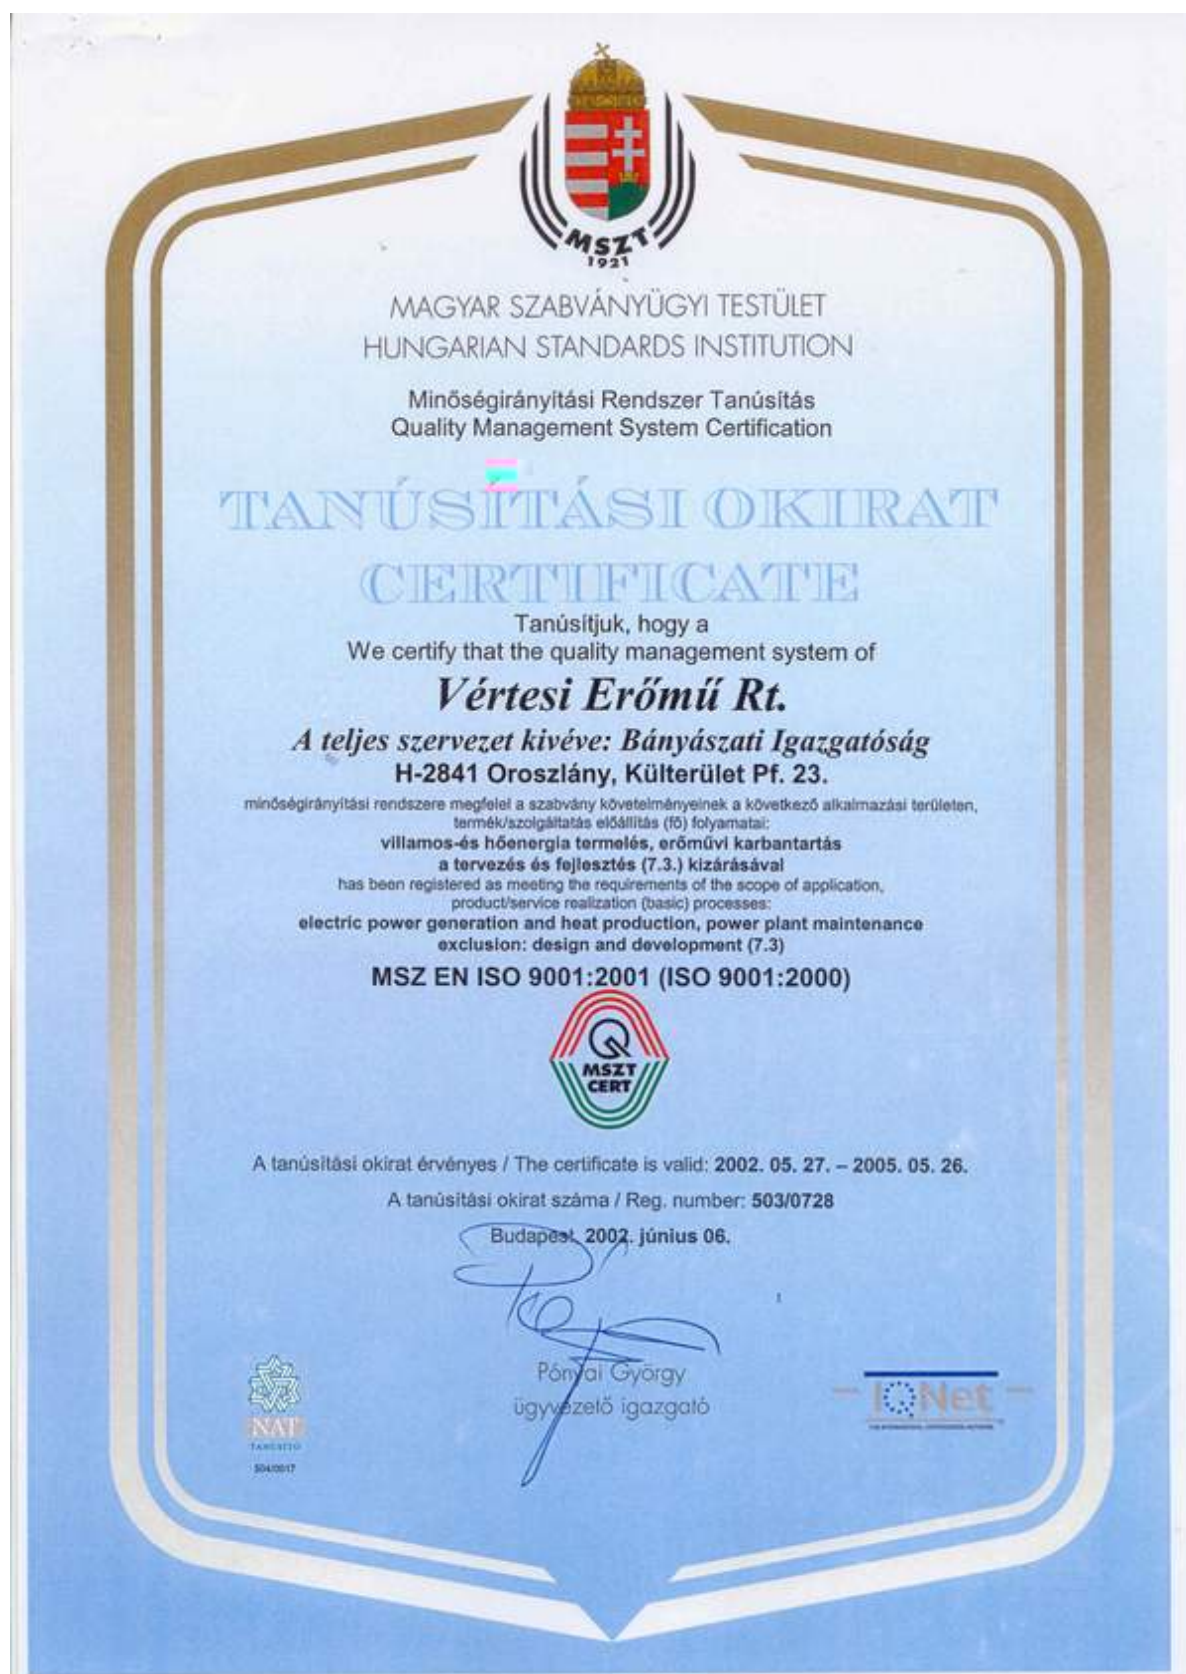 MSZT
1921
MAGYAR SZABVÁNYÜGYI TESTÜLET
HUNGARIAN STANDARDS INSTITUTION
Minőségirányítási Rendszer Tanúsítás
Quality Management System Certification
TANÚSÍTÁSI OKIRAT
CERTIFICATE
Tanúsítjuk, hogy a
We certify that the quality management system of
Vértesi Erőmű Rt.
A teljes szervezet kivéve: Bányászati Igazgatóság
H-2841 Oroszlány, Külterület Pf. 23.
minőségirányítási rendszere megfelel a szabvány követelményeinek a következő alkalmazási területen,
termék/szolgáltatás előállítás (fő) folyamatai:
villamos-és hőenergia termelés, erőművi karbantartás
a tervezés és fejlesztés (7.3.) kizárásával
has been registered as meeting the requirements of the scope of application,
product/service realization (basic) processes:
electric power generation and heat production, power plant maintenance
exclusion: design and development (7.3)
MSZ EN ISO 9001:2001 (ISO 9001:2000)
Q
MSZT
CERT
A tanúsítási okirat érvényes / The certificate is valid: 2002. 05. 27. – 2005. 05. 26.
A tanúsítási okirat száma / Reg. number: 503/0728
Budapest, 2002. június 06.
Pónyai György
ügyvezető igazgató
NAT
TANÚSÍTÓ
504/0017
IQNet
THE INTERNATIONAL CERTIFICATION NETWORK